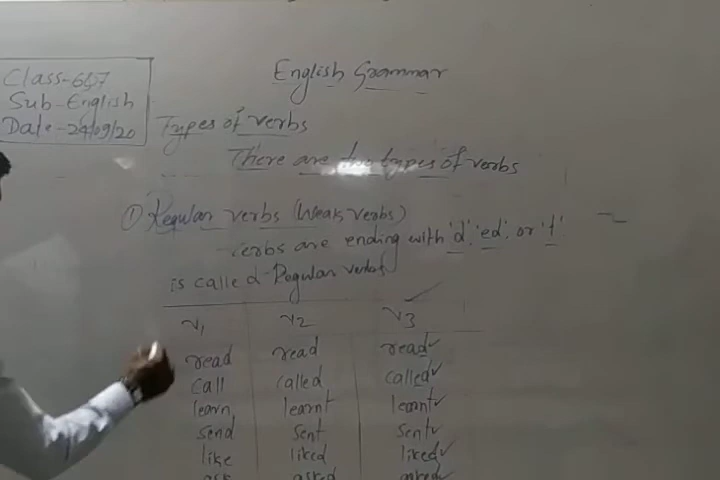 Class-6&7
Sub-English
Date-24/09/20
English Grammar
Types of verbs
There are two types of verbs
① Regular verbs (Weak verbs)
verbs are ending with 'd', 'ed' or 't'
is called Regular verbs
V1 V2 V3
read read read
call called called
learn learnt learnt
send sent sent
like liked liked
ask asked asked